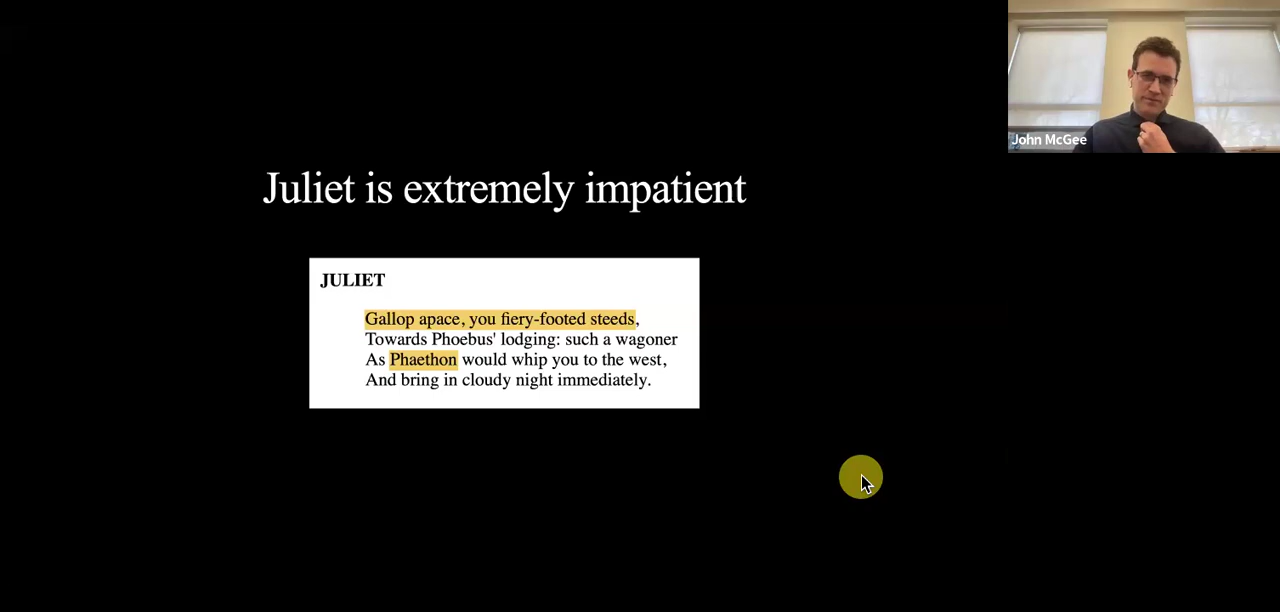 John McGee
Juliet is extremely impatient
JULIET
Gallop apace, you fiery-footed steeds,
Towards Phoebus' lodging: such a wagoner
As Phaethon would whip you to the west,
And bring in cloudy night immediately.